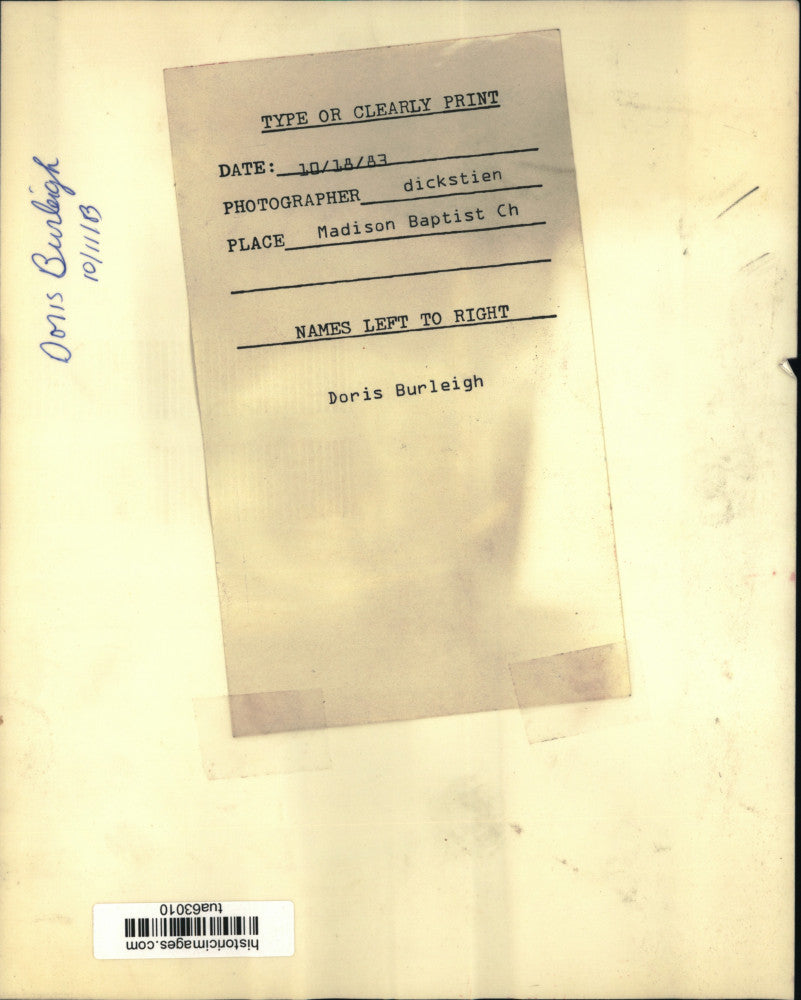 TYPE OR CLEARLY PRINT
DATE: 10/18/83
PHOTOGRAPHER dickstien
PLACE Madison Baptist Ch
NAMES LEFT TO RIGHT
Doris Burleigh
Doris Burleigh
10/11/83
historicimages.com
tua63010